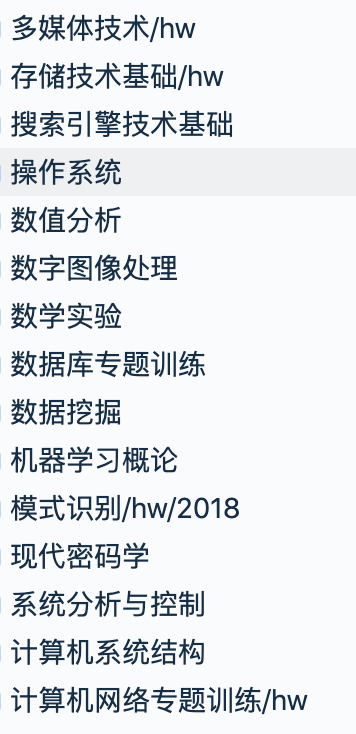 多媒体技术/hw
存储技术基础/hw
搜索引擎技术基础
操作系统
数值分析
数字图像处理
数学实验
数据库专题训练
数据挖掘
机器学习概论
模式识别/hw/2018
现代密码学
系统分析与控制
计算机系统结构
计算机网络专题训练/hw